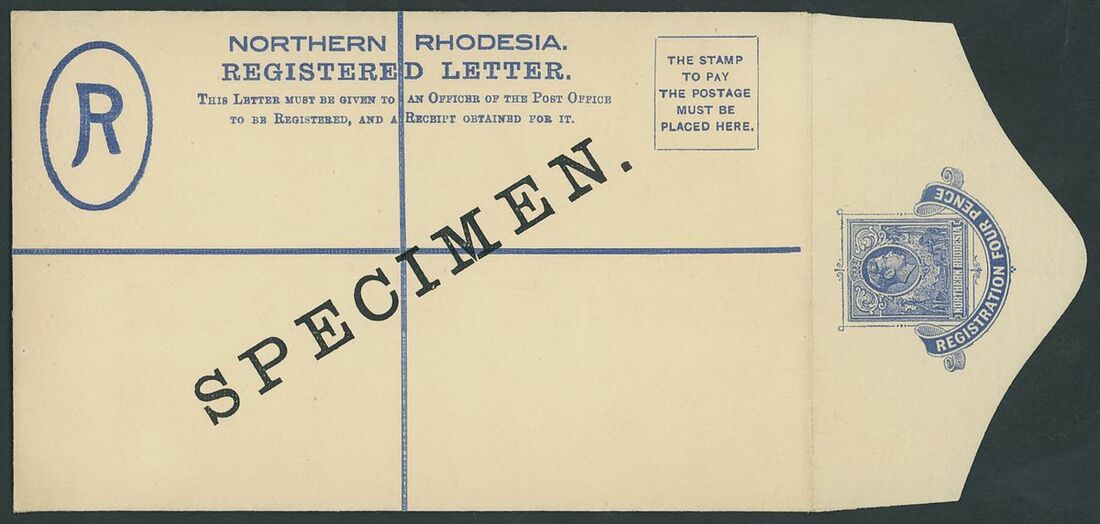 R
NORTHERN RHODESIA.
REGISTERED LETTER.
THIS LETTER MUST BE GIVEN TO AN OFFICER OF THE POST OFFICE
TO BE REGISTERED, AND A RECEIPT OBTAINED FOR IT.
THE STAMP
TO PAY
THE POSTAGE
MUST BE
PLACED HERE.
SPECIMEN.
NORTHERN RHODESIA
REGISTRATION FOUR PENCE